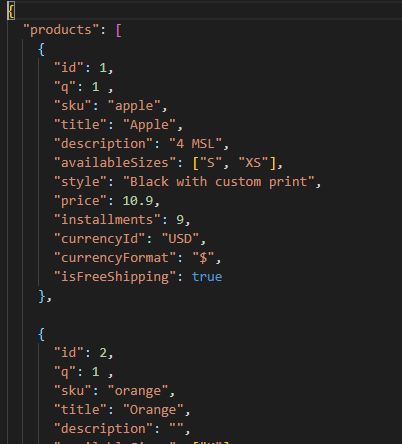 {
"products": [
{
"id": 1,
"q": 1 ,
"sku": "apple",
"title": "Apple",
"description": "4 MSL",
"availableSizes": ["S", "XS"],
"style": "Black with custom print",
"price": 10.9,
"installments": 9,
"currencyId": "USD",
"currencyFormat": "$",
"isFreeShipping": true
},
{
"id": 2,
"q": 1 ,
"sku": "orange",
"title": "Orange",
"description": "",